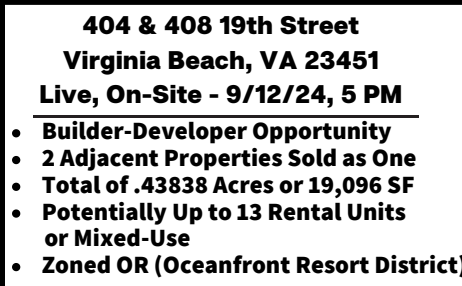 404 & 408 19th Street
Virginia Beach, VA 23451
Live, On-Site - 9/12/24, 5 PM
• Builder-Developer Opportunity
• 2 Adjacent Properties Sold as One
• Total of .43838 Acres or 19,096 SF
• Potentially Up to 13 Rental Units
or Mixed-Use
• Zoned OR (Oceanfront Resort District)